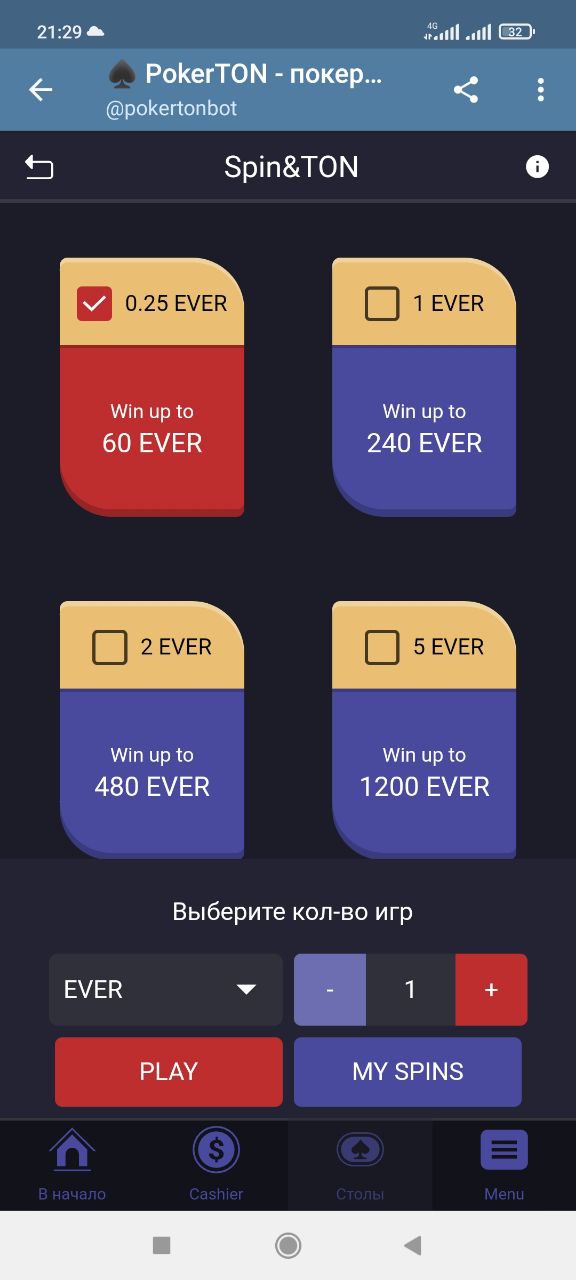 21:29
4G
32
PokerTON - покер...
@pokertonbot
Spin&TON
0.25 EVER
1 EVER
Win up to
60 EVER
Win up to
240 EVER
2 EVER
5 EVER
Win up to
480 EVER
Win up to
1200 EVER
Выберите кол-во игр
EVER
- 1 +
PLAY
MY SPINS
В начало
Cashier
Столы
Menu